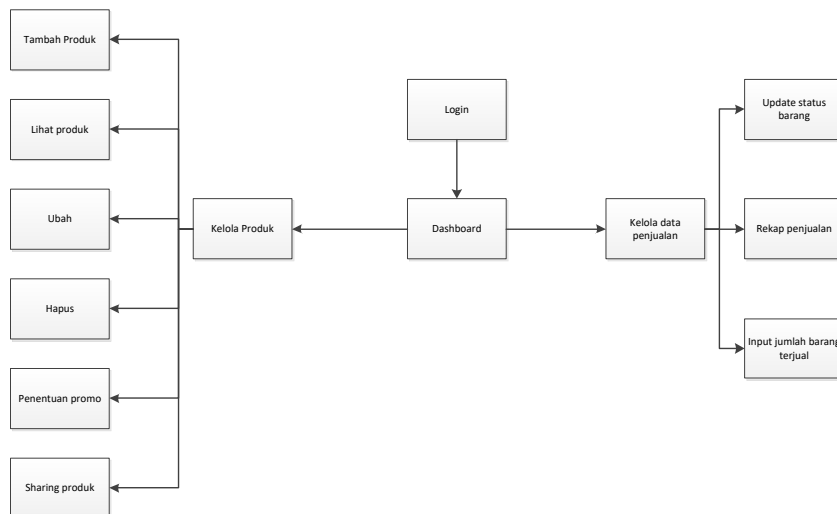 Tambah Produk
Lihat produk
Ubah
Hapus
Penentuan promo
Sharing produk
Kelola Produk
Login
Dashboard
Kelola data
penjualan
Update status
barang
Rekap penjualan
Input jumlah barang
terjual